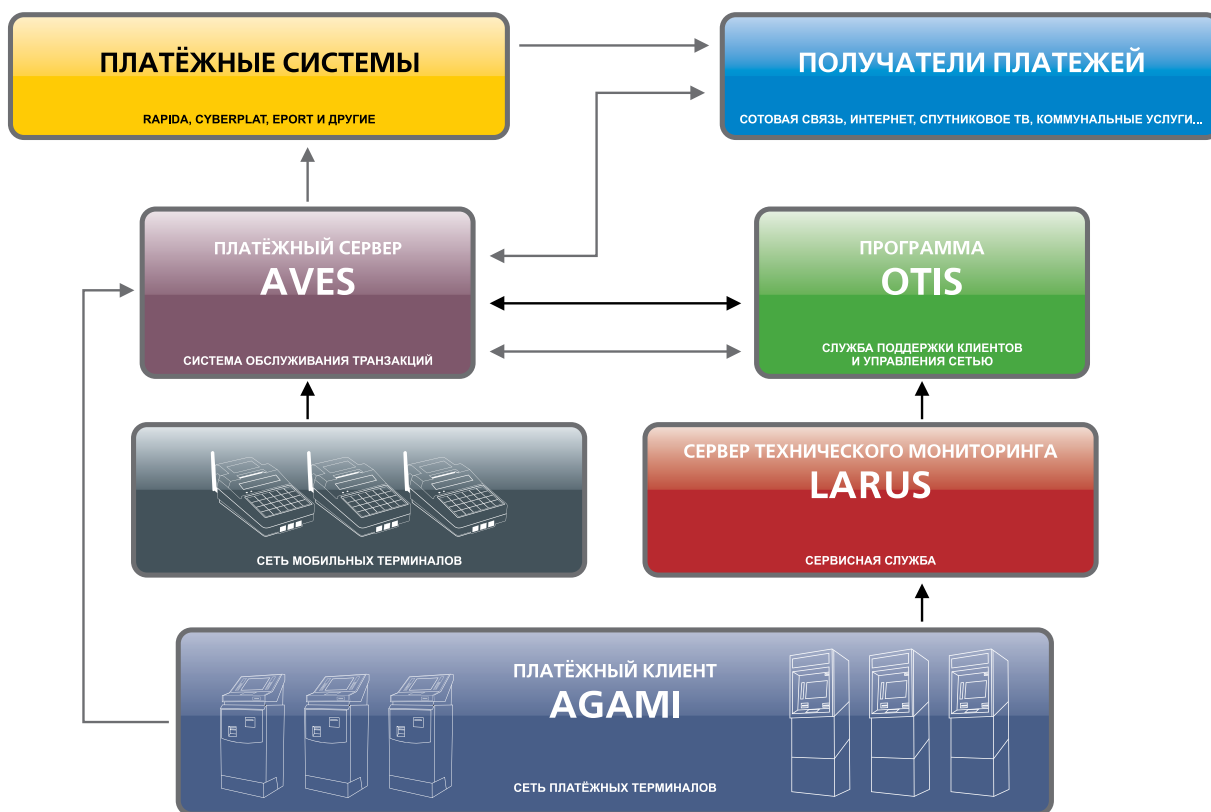 ПЛАТЁЖНЫЕ СИСТЕМЫ
RAPIDA, CYBERPLAT, EPORT И ДРУГИЕ
ПОЛУЧАТЕЛИ ПЛАТЕЖЕЙ
СОТОВАЯ СВЯЗЬ, ИНТЕРНЕТ, СПУТНИКОВОЕ ТВ, КОММУНАЛЬНЫЕ УСЛУГИ...
ПЛАТЁЖНЫЙ СЕРВЕР
AVES
СИСТЕМА ОБСЛУЖИВАНИЯ ТРАНЗАКЦИЙ
ПРОГРАММА
OTIS
СЛУЖБА ПОДДЕРЖКИ КЛИЕНТОВ
И УПРАВЛЕНИЯ СЕТЬЮ
СЕТЬ МОБИЛЬНЫХ ТЕРМИНАЛОВ
СЕРВЕР ТЕХНИЧЕСКОГО МОНИТОРИНГА
LARUS
СЕРВИСНАЯ СЛУЖБА
ПЛАТЁЖНЫЙ КЛИЕНТ
AGAMI
СЕТЬ ПЛАТЁЖНЫХ ТЕРМИНАЛОВ